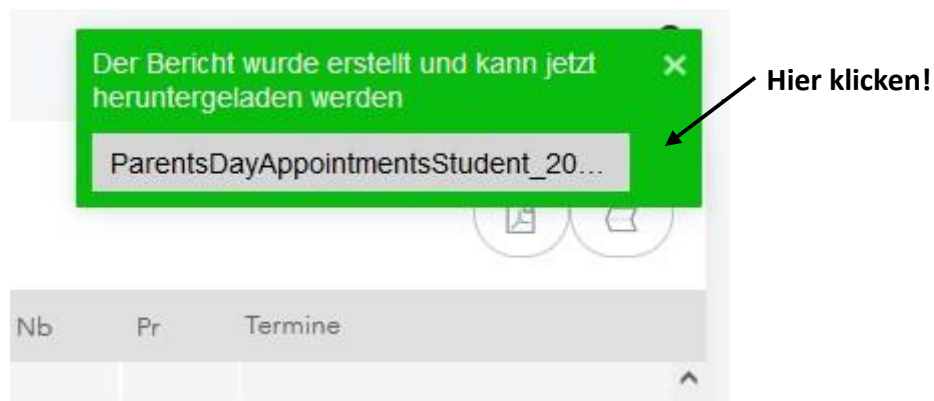 Der Bericht wurde erstellt und kann jetzt
heruntergeladen werden
Hier klicken!
ParentsDayAppointmentsStudent_20...
Nb Pr Termine